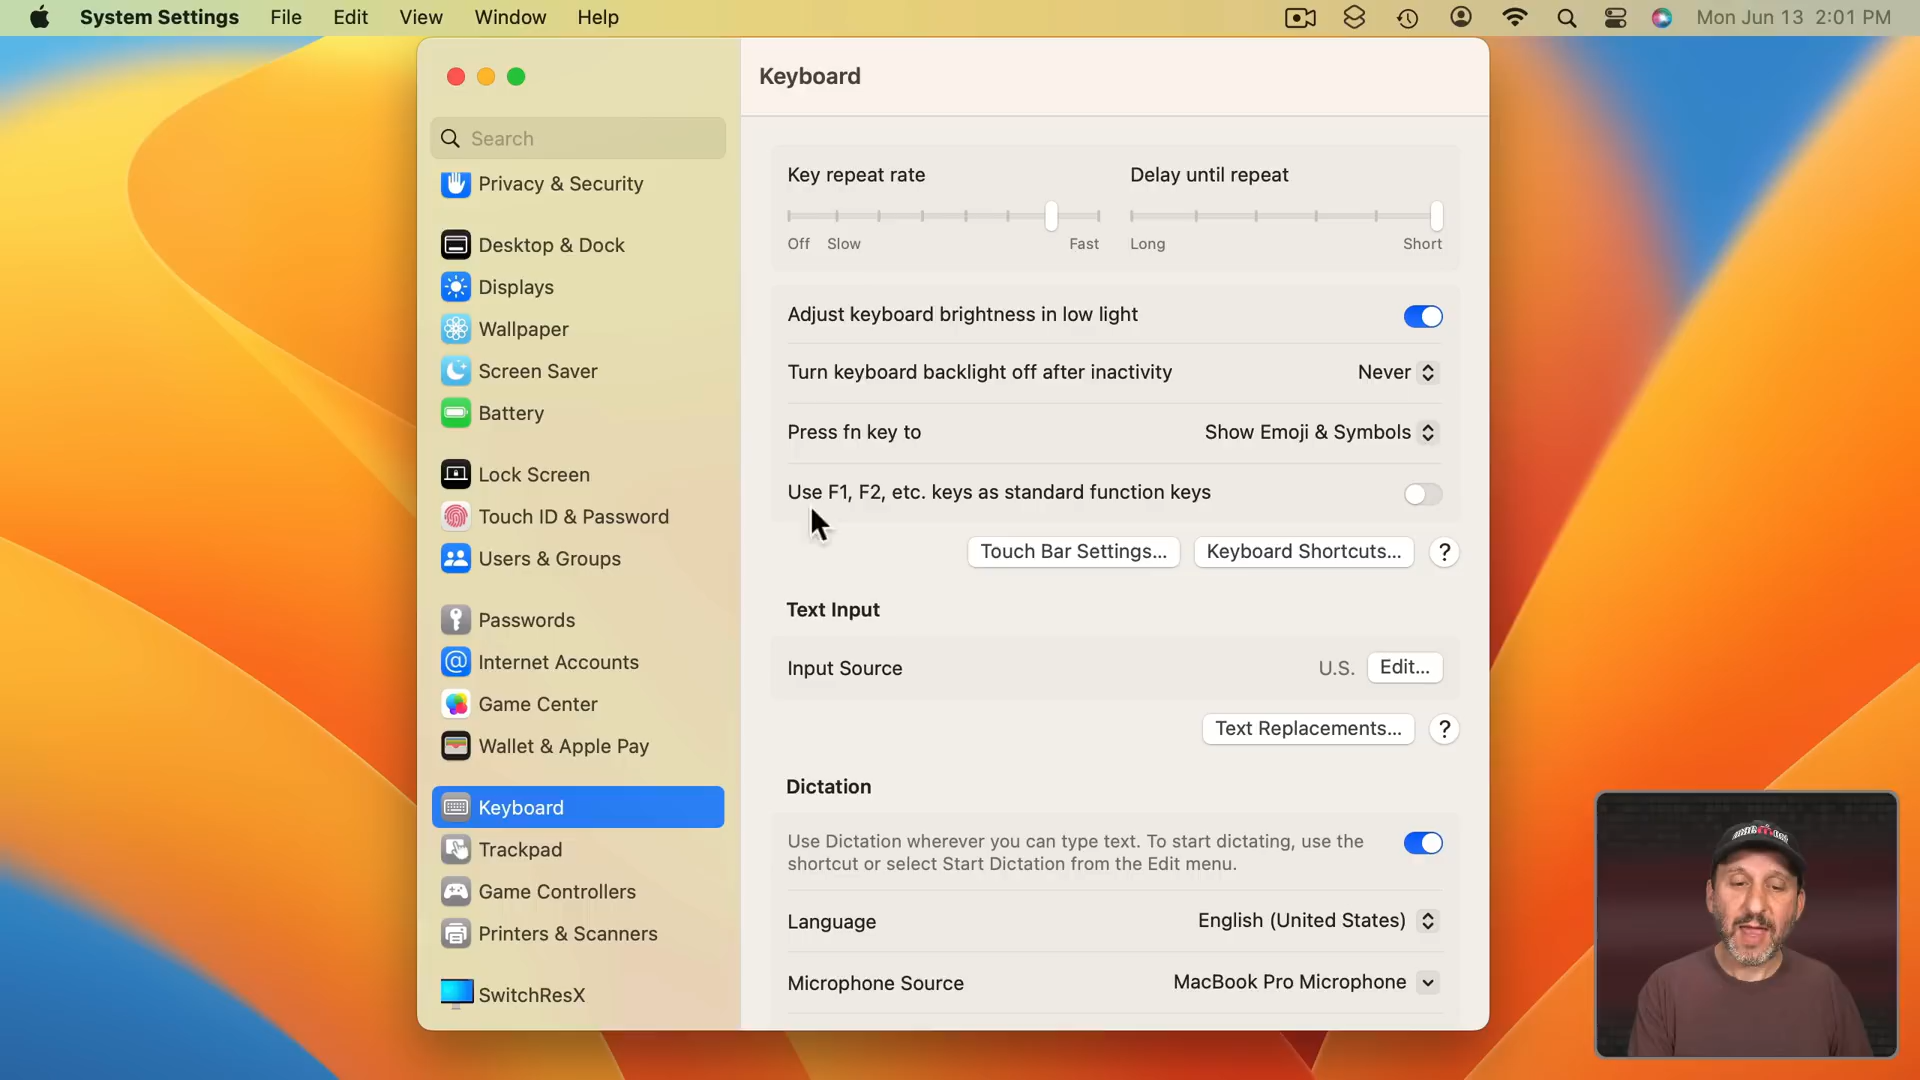 System Settings File Edit View Window Help Mon Jun 13 2:01 PM
Search
Privacy & Security
Desktop & Dock
Displays
Wallpaper
Screen Saver
Battery
Lock Screen
Touch ID & Password
Users & Groups
Passwords
Internet Accounts
Game Center
Wallet & Apple Pay
Keyboard
Trackpad
Game Controllers
Printers & Scanners
SwitchResX
Keyboard
Key repeat rate Delay until repeat
Off Slow Fast Long Short
Adjust keyboard brightness in low light
Turn keyboard backlight off after inactivity Never
Press fn key to Show Emoji & Symbols
Use F1, F2, etc. keys as standard function keys
Touch Bar Settings... Keyboard Shortcuts... ?
Text Input
Input Source U.S. Edit...
Text Replacements... ?
Dictation
Use Dictation wherever you can type text. To start dictating, use the
shortcut or select Start Dictation from the Edit menu.
Language English (United States)
Microphone Source MacBook Pro Microphone